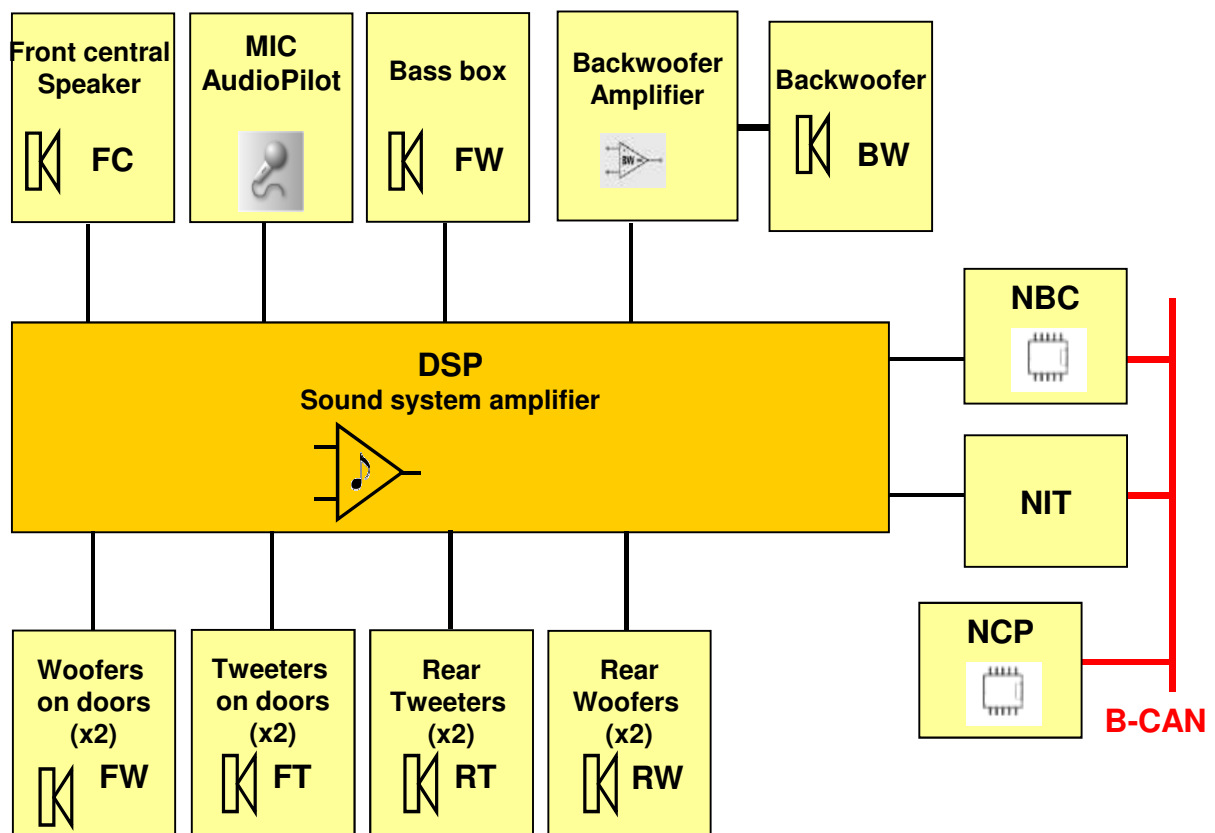 Front central
Speaker
FC
MIC
AudioPilot
Bass box
FW
Backwoofer
Amplifier
BW
Backwoofer
BW
NBC
DSP
Sound system amplifier
NIT
NCP
B-CAN
Woofers
on doors
(x2)
FW
Tweeters
on doors
(x2)
FT
Rear
Tweeters
(x2)
RT
Rear
Woofers
(x2)
RW